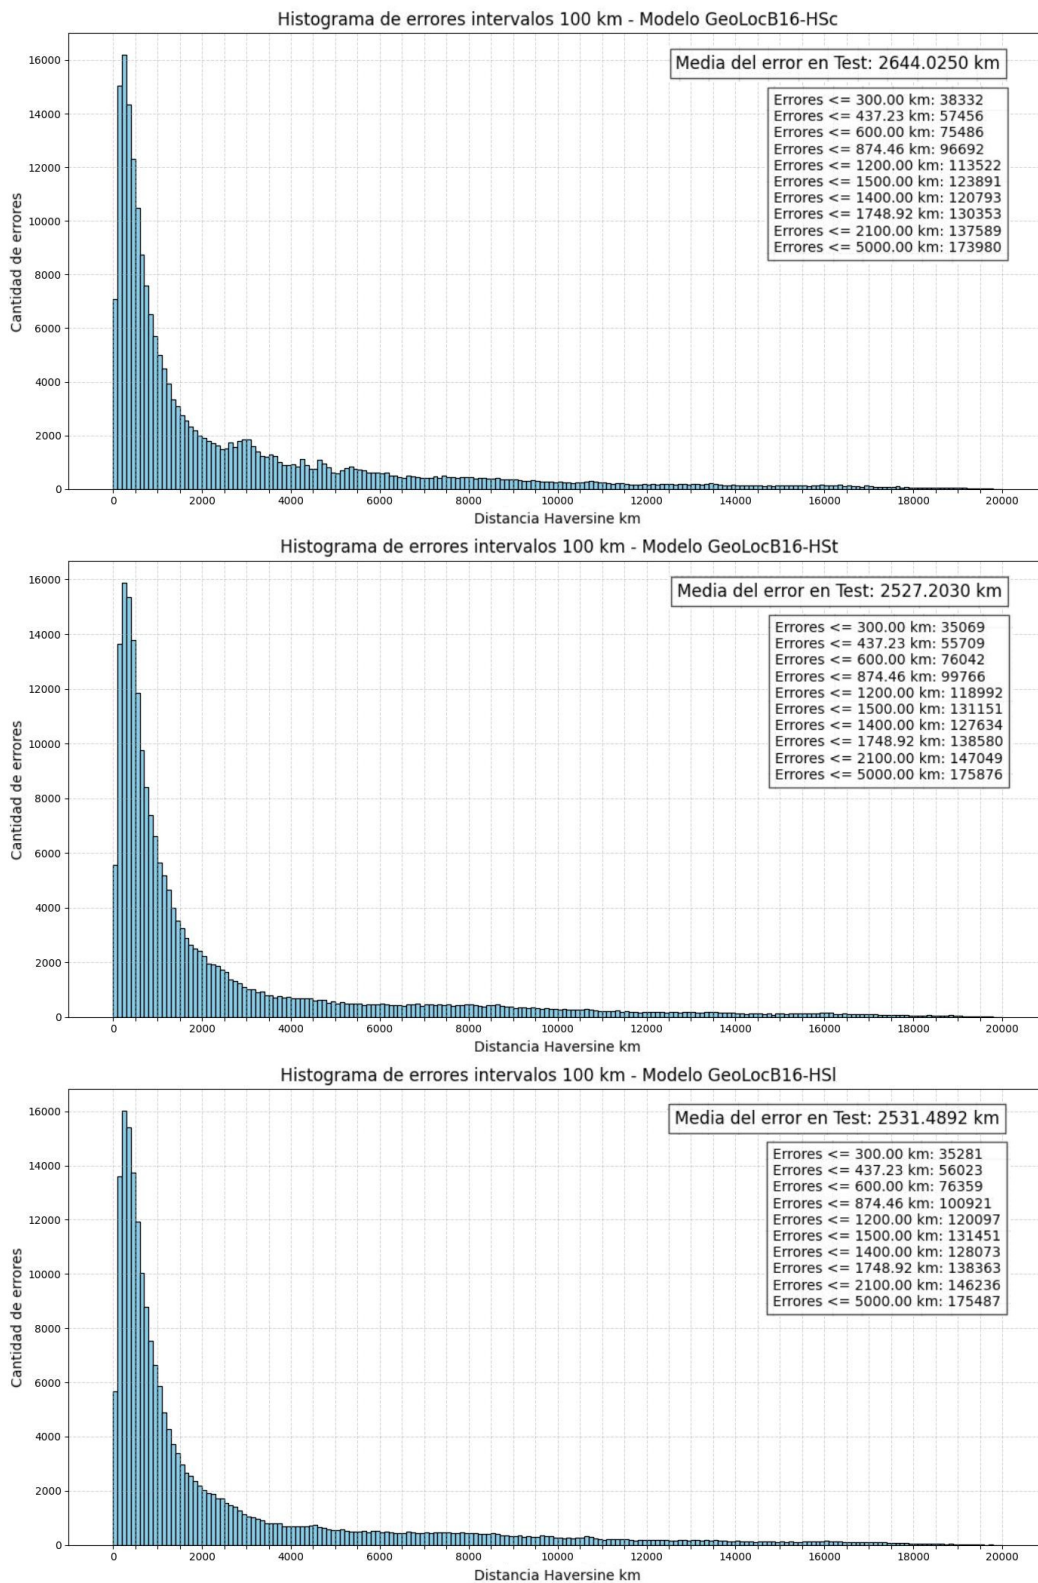 Histograma de errores intervalos 100 km - Modelo GeoLocB16-HSc
Media del error en Test: 2644.0250 km
Errores <= 300.00 km: 38332
Errores <= 437.23 km: 57456
Errores <= 600.00 km: 75486
Errores <= 874.46 km: 96692
Errores <= 1200.00 km: 113522
Errores <= 1500.00 km: 123891
Errores <= 1400.00 km: 120793
Errores <= 1748.92 km: 130353
Errores <= 2100.00 km: 137589
Errores <= 5000.00 km: 173980
Cantidad de errores
16000
14000
12000
10000
8000
6000
4000
2000
0
0 2000 4000 6000 8000 10000 12000 14000 16000 18000 20000
Distancia Haversine km
Histograma de errores intervalos 100 km - Modelo GeoLocB16-HSt
Media del error en Test: 2527.2030 km
Errores <= 300.00 km: 35069
Errores <= 437.23 km: 55709
Errores <= 600.00 km: 76042
Errores <= 874.46 km: 99766
Errores <= 1200.00 km: 118992
Errores <= 1500.00 km: 131151
Errores <= 1400.00 km: 127634
Errores <= 1748.92 km: 138580
Errores <= 2100.00 km: 147049
Errores <= 5000.00 km: 175876
Cantidad de errores
16000
14000
12000
10000
8000
6000
4000
2000
0
0 2000 4000 6000 8000 10000 12000 14000 16000 18000 20000
Distancia Haversine km
Histograma de errores intervalos 100 km - Modelo GeoLocB16-HSl
Media del error en Test: 2531.4892 km
Errores <= 300.00 km: 35281
Errores <= 437.23 km: 56023
Errores <= 600.00 km: 76359
Errores <= 874.46 km: 100921
Errores <= 1200.00 km: 120097
Errores <= 1500.00 km: 131451
Errores <= 1400.00 km: 128073
Errores <= 1748.92 km: 138363
Errores <= 2100.00 km: 146236
Errores <= 5000.00 km: 175487
Cantidad de errores
16000
14000
12000
10000
8000
6000
4000
2000
0
0 2000 4000 6000 8000 10000 12000 14000 16000 18000 20000
Distancia Haversine km